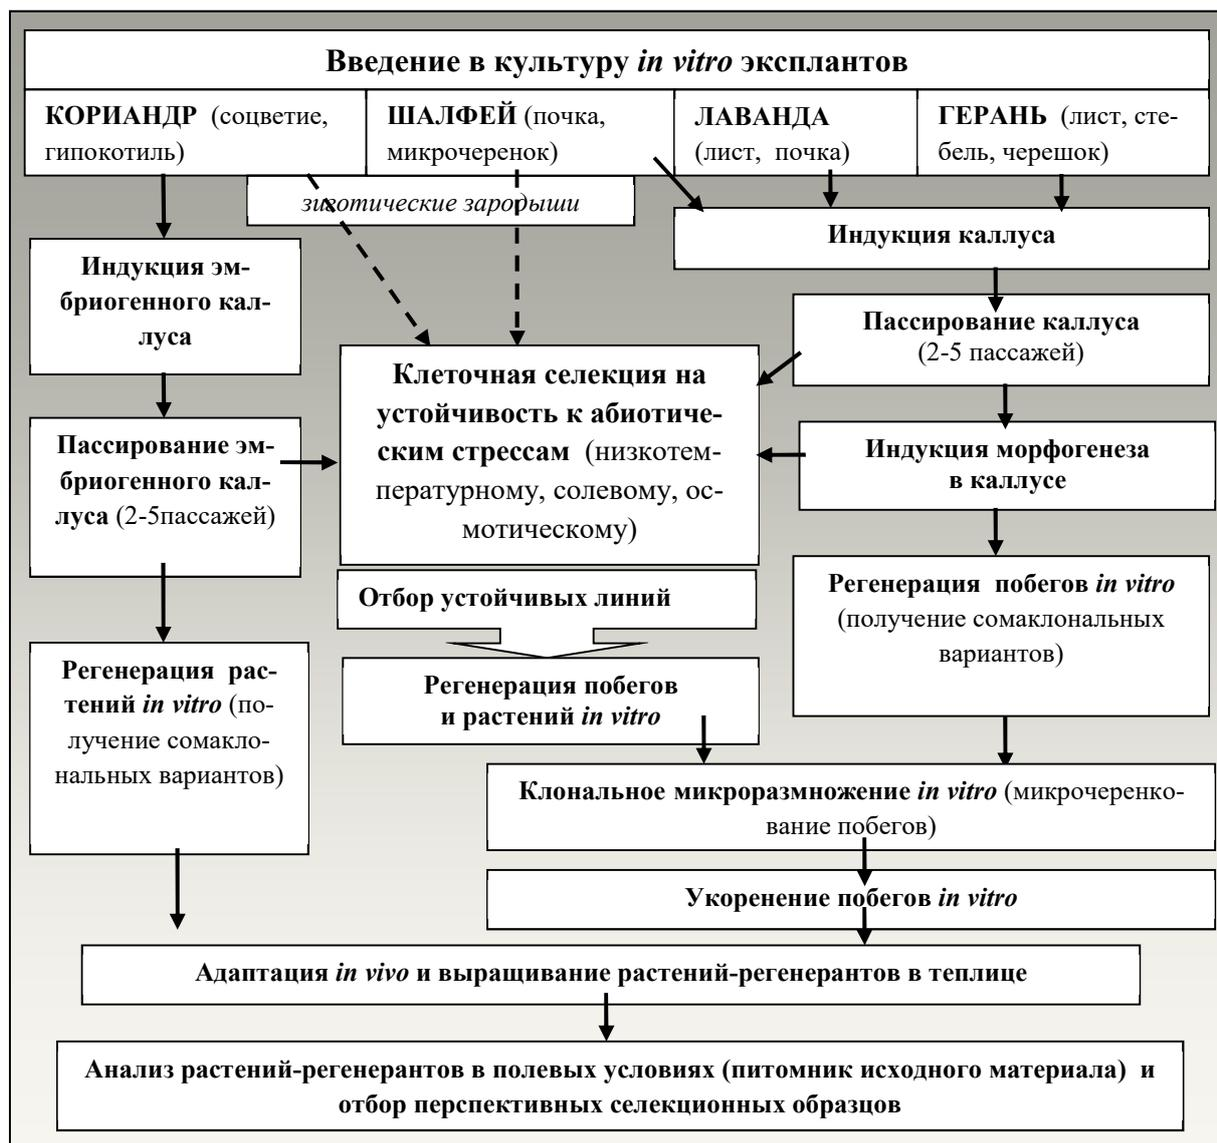 Введение в культуру in vitro эксплантов
КОРИАНДР (соцветие,
гипокотиль)
ШАЛФЕЙ (почка,
микрочеренок)
ЛАВАНДА
(лист, почка)
ГЕРАНЬ (лист, сте-
бель, черешок)
зиготические зародыши
Индукция каллуса
Индукция эм-
бриогенного кал-
луса
Пассирование каллуса
(2-5 пассажей)
Клеточная селекция на
устойчивость к абиотиче-
ским стрессам (низкотем-
пературному, солевому, ос-
мотическому)
Пассирование эм-
бриогенного кал-
луса (2-5пассажей)
Индукция морфогенеза
в каллусе
Отбор устойчивых линий
Регенерация побегов in vitro
(получение сомаклональных
вариантов)
Регенерация рас-
тений in vitro (по-
лучение сомакло-
нальных вариантов)
Регенерация побегов
и растений in vitro
Клональное микроразмножение in vitro (микрочеренко-
вание побегов)
Укоренение побегов in vitro
Адаптация in vivo и выращивание растений-регенерантов в теплице
Анализ растений-регенерантов в полевых условиях (питомник исходного материала) и
отбор перспективных селекционных образцов